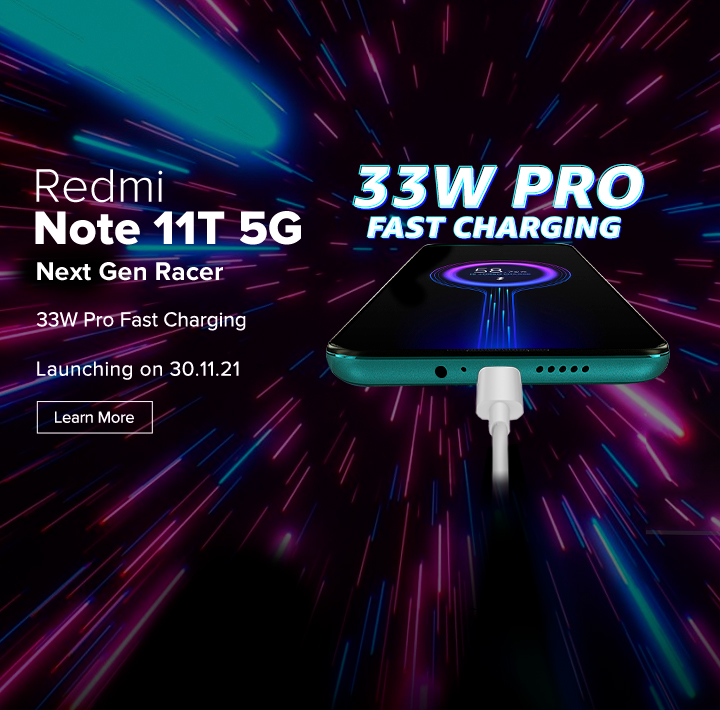 Redmi
Note 11T 5G
Next Gen Racer
33W Pro Fast Charging
Launching on 30.11.21
Learn More
33W PRO
FAST CHARGING